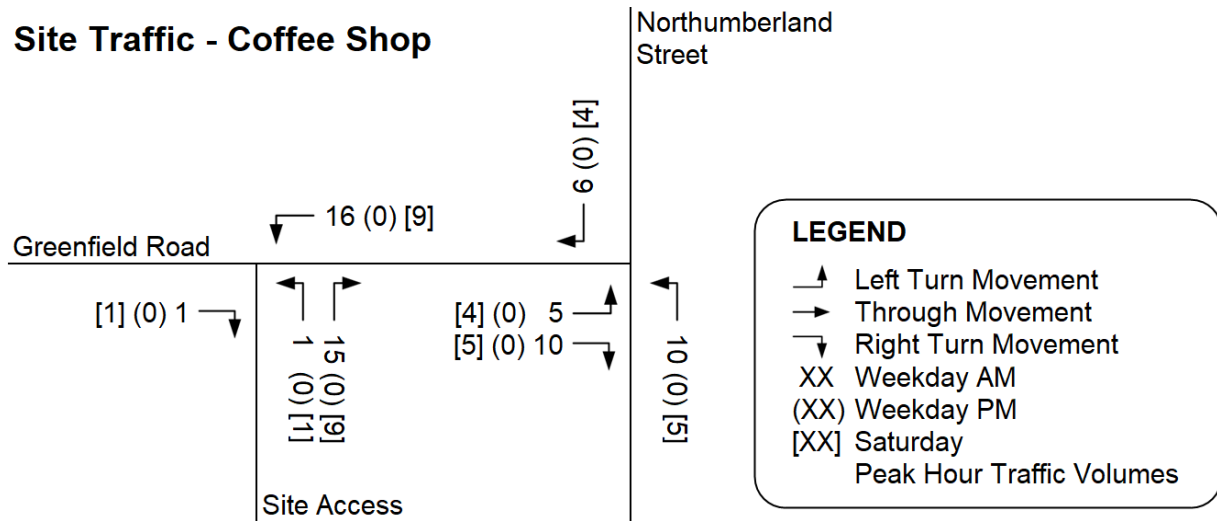 Site Traffic - Coffee Shop
Northumberland
Street
6 (0) [4]
16 (0) [9]
Greenfield Road
[1] (0) 1
1 (0) [1]
15 (0) [9]
[4] (0) 5
[5] (0) 10
10 (0) [5]
Site Access
LEGEND
Left Turn Movement
Through Movement
Right Turn Movement
XX Weekday AM
(XX) Weekday PM
[XX] Saturday
Peak Hour Traffic Volumes